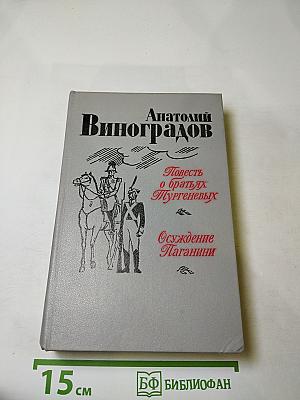 Анатолий
Виноградов
Повесть
о братьях
Тургеневых
Осуждение
Паганини
15 см
БФ БИБЛИОФАН